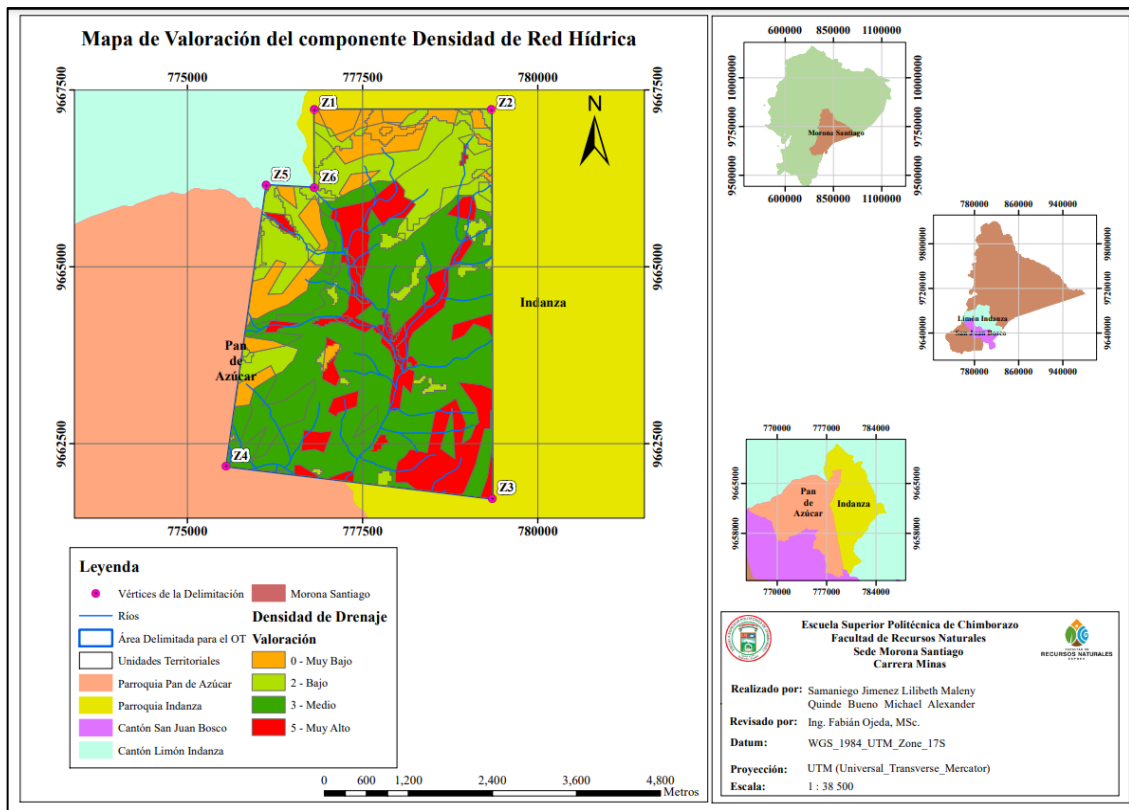 Mapa de Valoración del componente Densidad de Red Hídrica
775000 777500 780000
9667500
9665000
9662500
Z1
Z2
N
Z5
Z6
Indanza
Pan
de
Azúcar
Z4
Z3
775000 777500 780000
Leyenda
Vértices de la Delimitación
Ríos
Área Delimitada para el OT
Unidades Territoriales
Parroquia Pan de Azúcar
Parroquia Indanza
Cantón San Juan Bosco
Cantón Limón Indanza
Morona Santiago
Densidad de Drenaje
Valoración
0 - Muy Bajo
2 - Bajo
3 - Medio
5 - Muy Alto
0 600 1,200 2,400 3,600 4,800
Metros
600000 850000 1100000
10000000 10000000
9750000 9750000
9500000 9500000
Morona Santiago
600000 850000 1100000
780000 860000 940000
9800000 9800000
9720000 9720000
9640000 9640000
Limón Indanza
San Juan Bosco
780000 860000 940000
770000 777000 784000
9665000 9665000
9658000 9658000
Pan
de
Azúcar
Indanza
770000 777000 784000
Escuela Superior Politécnica de Chimborazo
Facultad de Recursos Naturales
Sede Morona Santiago
Carrera Minas
RECURSOS NATURALES
Realizado por: Samaniego Jimenez Lilibeth Maleny
Quinde Bueno Michael Alexander
Revisado por: Ing. Fabián Ojeda, MSc.
Datum: WGS_1984_UTM_Zone_17S
Proyección: UTM (Universal_Transverse_Mercator)
Escala: 1 : 38 500